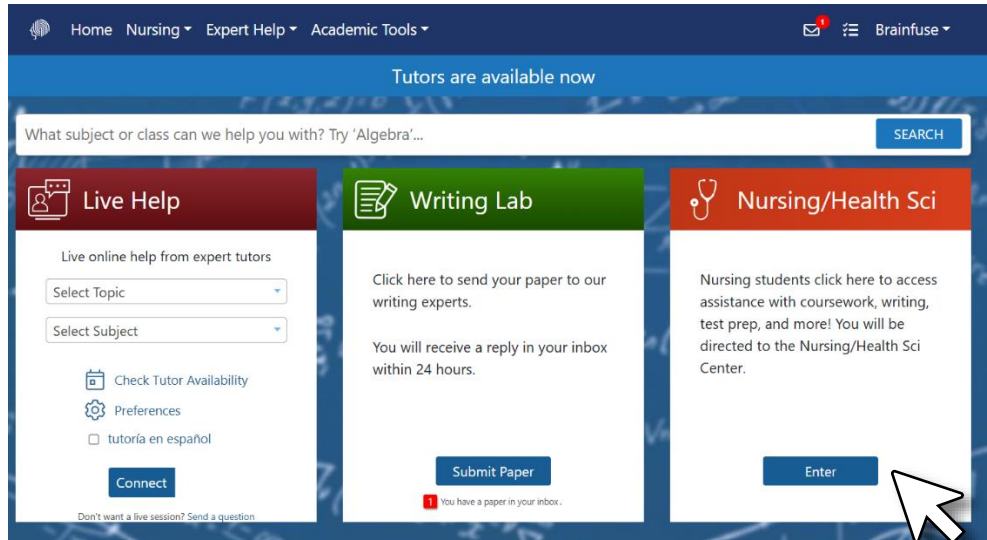 Home Nursing Expert Help Academic Tools 1 Brainfuse
Tutors are available now
What subject or class can we help you with? Try 'Algebra'... SEARCH
Live Help
Live online help from expert tutors
Select Topic
Select Subject
Check Tutor Availability
Preferences
tutoría en español
Connect
Don't want a live session? Send a question
Writing Lab
Click here to send your paper to our
writing experts.
You will receive a reply in your inbox
within 24 hours.
Submit Paper
1 You have a paper in your inbox.
Nursing/Health Sci
Nursing students click here to access
assistance with coursework, writing,
test prep, and more! You will be
directed to the Nursing/Health Sci
Center.
Enter